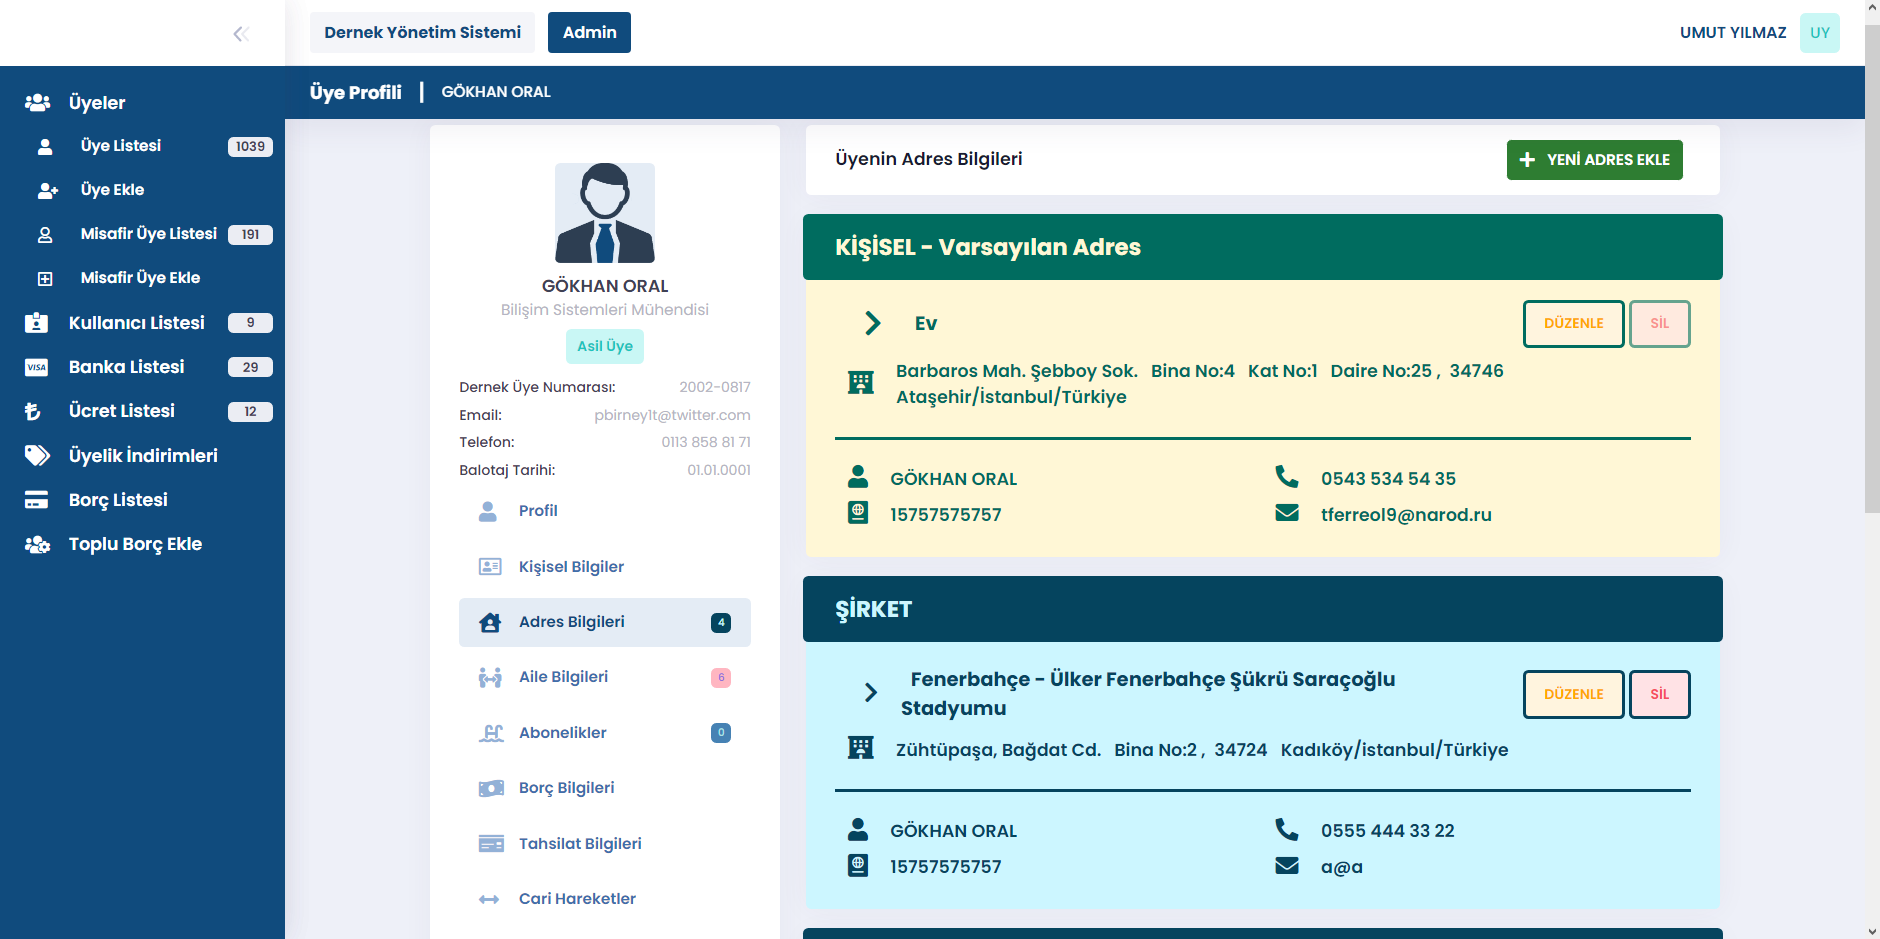 Dernek Yönetim Sistemi
Admin
UMUT YILMAZ
UY
Üye Profili
GÖKHAN ORAL
Üyeler
Üye Listesi 1039
Üye Ekle
Misafir Üye Listesi 191
Misafir Üye Ekle
Kullanıcı Listesi 9
VISA Banka Listesi 29
Ücret Listesi 12
Üyelik İndirimleri
Borç Listesi
Toplu Borç Ekle
GÖKHAN ORAL
Bilişim Sistemleri Mühendisi
Asil Üye
Dernek Üye Numarası: 2002-0817
Email: pbirney1t@twitter.com
Telefon: 0113 858 81 71
Balotaj Tarihi: 01.01.0001
Profil
Kişisel Bilgiler
Adres Bilgileri 4
Aile Bilgileri 6
Abonelikler 0
Borç Bilgileri
Tahsilat Bilgileri
Cari Hareketler
Üyenin Adres Bilgileri
YENİ ADRES EKLE
KİŞİSEL - Varsayılan Adres
Ev
DÜZENLE
SİL
Barbaros Mah. Şebboy Sok. Bina No:4 Kat No:1 Daire No:25 , 34746
Ataşehir/İstanbul/Türkiye
GÖKHAN ORAL
0543 534 54 35
15757575757
tferreol9@narod.ru
ŞİRKET
Fenerbahçe - Ülker Fenerbahçe Şükrü Saraçoğlu
Stadyumu
DÜZENLE
SİL
Zühtüpaşa, Bağdat Cd. Bina No:2 , 34724 Kadıköy/istanbul/Türkiye
GÖKHAN ORAL
0555 444 33 22
15757575757
a@a